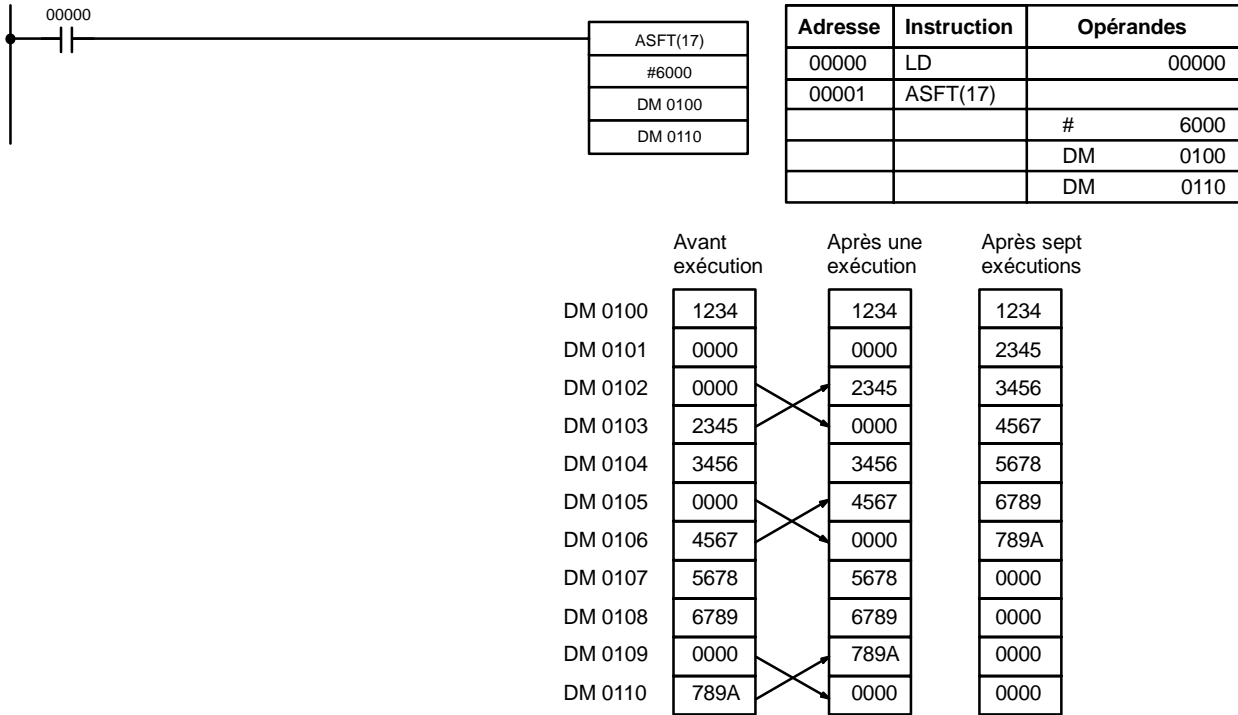 00000
ASFT(17)
#6000
DM 0100
DM 0110
Adresse Instruction Opérandes
00000 LD 00000
00001 ASFT(17)
# 6000
DM 0100
DM 0110
Avant exécution Après une exécution Après sept exécutions
DM 0100 1234 1234 1234
DM 0101 0000 0000 2345
DM 0102 0000 2345 3456
DM 0103 2345 0000 4567
DM 0104 3456 3456 5678
DM 0105 0000 4567 6789
DM 0106 4567 0000 789A
DM 0107 5678 5678 0000
DM 0108 6789 6789 0000
DM 0109 0000 789A 0000
DM 0110 789A 0000 0000